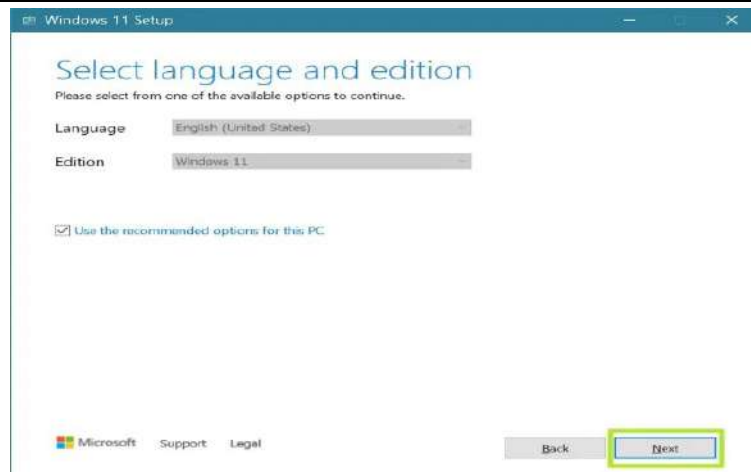 Windows 11 Setup
Select language and edition
Please select from one of the available options to continue.
Language English (United States)
Edition Windows 11
Use the recommended options for this PC
Microsoft Support Legal Back Next